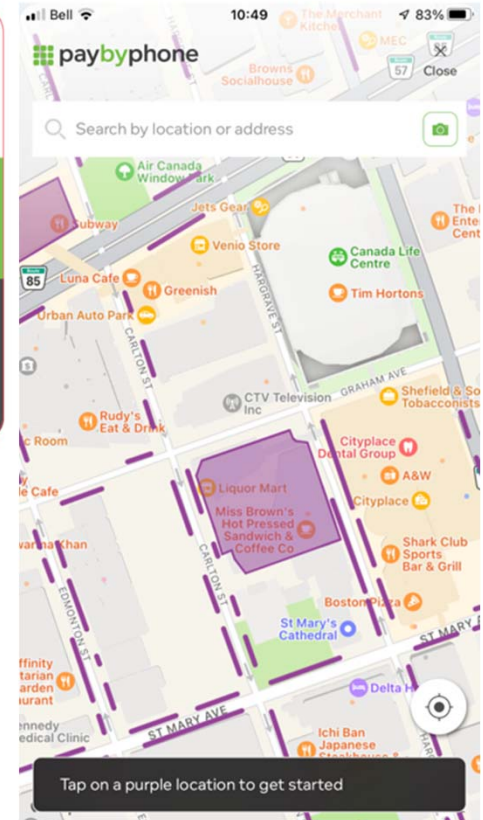 Bell
10:49
83%
paybyphone
Close
The Merchant
Kitchen
MEC
57
Browns
Socialhouse
Search by location or address
Air Canada
Window Park
Jets Gear
Subway
Venio Store
Canada Life
Centre
Route
85
Luna Cafe
Greenish
Tim Hortons
Urban Auto Park
HARGRAVE ST
CARLTON ST
GRAHAM AVE
CTV Television
Inc
Shefield & So
Tobacconists
Rudy's
Eat & Drink
c Room
Cityplace
Dental Group
A&W
Cityplace
Liquor Mart
Miss Brown's
Hot Pressed
Sandwich &
Coffee Co
le Cafe
Khan
Shark Club
Sports
Bar & Grill
CARLTON ST
EDMONTON ST
Boston Pizza
St Mary's
Cathedral
ST MARY A
ffinity
tarian
arden
urant
Delta H
ST MARY AVE
ennedy
edical Clinic
Ichi Ban
Japanese
Steakhouse &
HARG
Tap on a purple location to get started